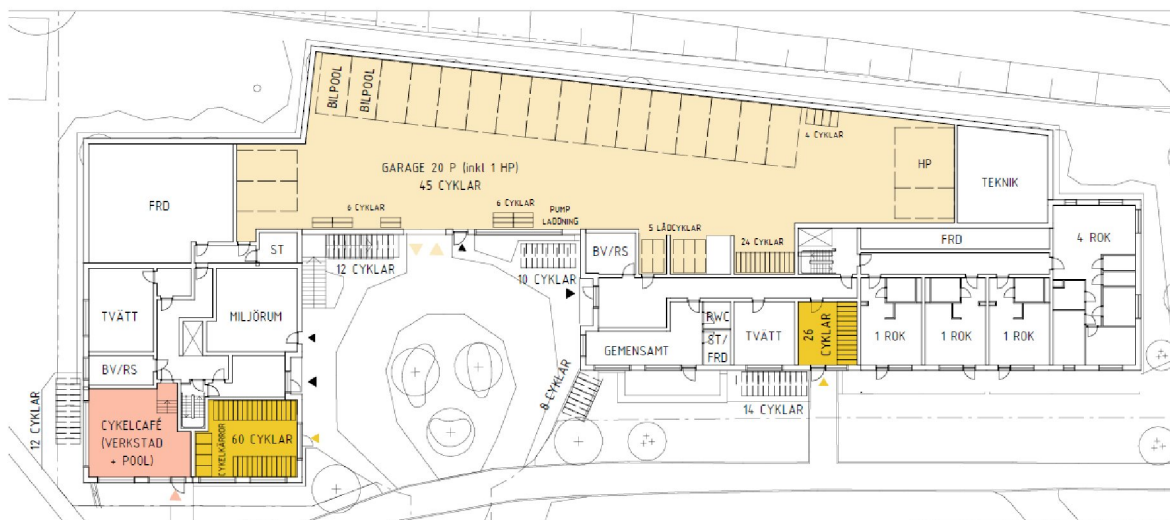 BILPOOL
BILPOOL
4 CYKLAR
GARAGE 20 P (inkl 1 HP)
45 CYKLAR
HP
TEKNIK
FRD
6 CYKLAR
6 CYKLAR
PUMP
LADDNING
5 LÅDCYKLAR
24 CYKLAR
FRD
4 ROK
ST
12 CYKLAR
10 CYKLAR
BV/RS
TVÄTT
MILJÖRUM
RWC
ST/
FRD
TVÄTT
26
CYKLAR
1 ROK
1 ROK
1 ROK
GEMENSAMT
BV/RS
8 CYKLAR
14 CYKLAR
12 CYKLAR
CYKELCAFÉ
(VERKSTAD
+ POOL)
CYKELKÄRROR
60 CYKLAR